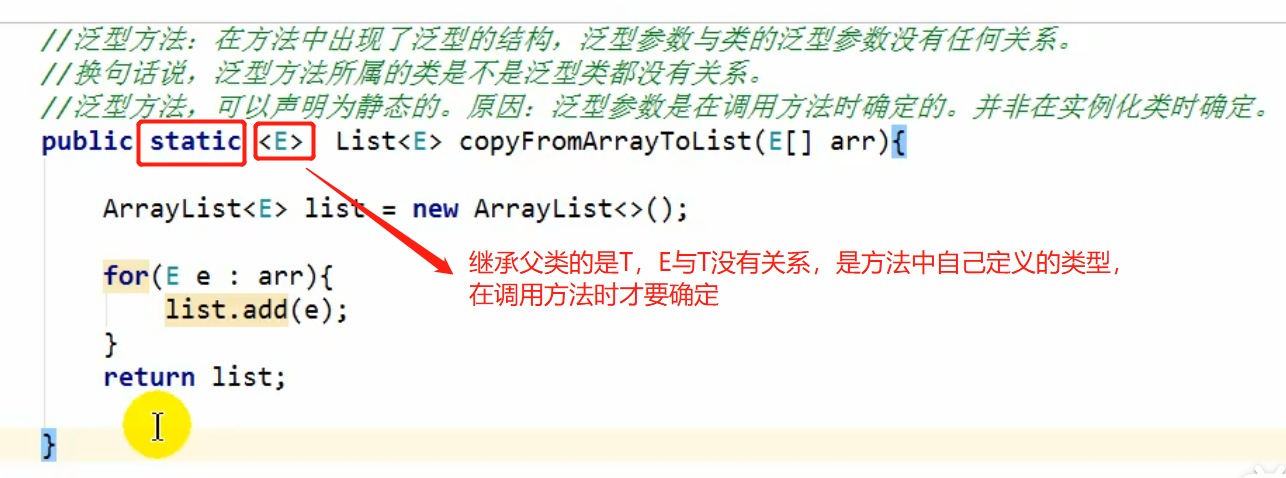 //泛型方法：在方法中出现了泛型的结构，泛型参数与类的泛型参数没有任何关系。
//换句话说，泛型方法所属的类是不是泛型类都没有关系。
//泛型方法，可以声明为静态的。原因：泛型参数是在调用方法时确定的。并非在实例化类时确定。
public static <E> List<E> copyFromArrayToList(E[] arr){
ArrayList<E> list = new ArrayList<>();
for(E e : arr){
继承父类的是T，E与T没有关系，是方法中自己定义的类型，
在调用方法时才要确定
list.add(e);
}
return list;
}